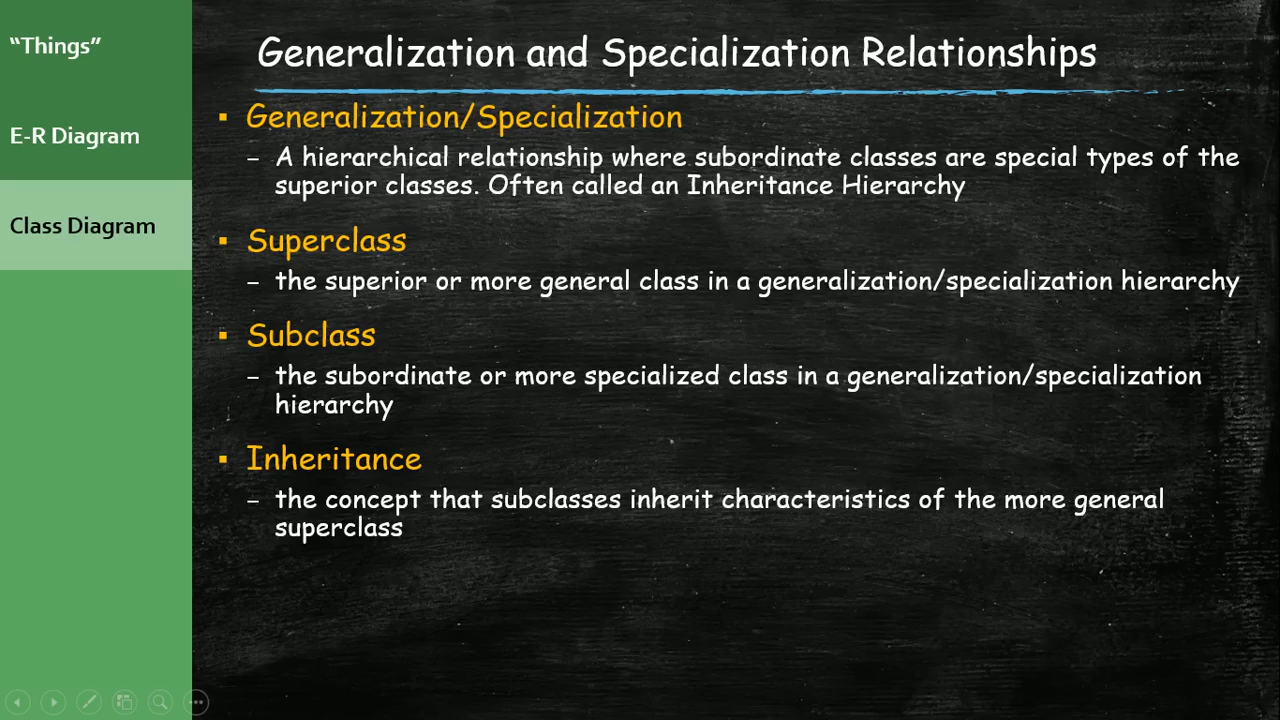 “Things”
E-R Diagram
Class Diagram
Generalization and Specialization Relationships
▪ Generalization/Specialization
– A hierarchical relationship where subordinate classes are special types of the
superior classes. Often called an Inheritance Hierarchy
▪ Superclass
– the superior or more general class in a generalization/specialization hierarchy
▪ Subclass
– the subordinate or more specialized class in a generalization/specialization
hierarchy
▪ Inheritance
– the concept that subclasses inherit characteristics of the more general
superclass